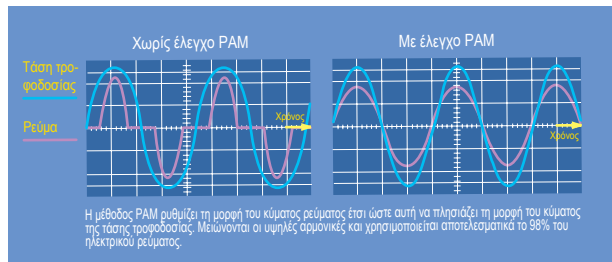 Χωρίς έλεγχο PAM
Με έλεγχο PAM
Τάση τρο-
φοδοσίας
Ρεύμα
Χρόνος
Χρόνος
Η μέθοδος PAM ρυθμίζει τη μορφή του κύματος ρεύματος έτσι ώστε αυτή να πλησιάζει τη μορφή του κύματος
της τάσης τροφοδοσίας. Μειώνονται οι υψηλές αρμονικές και χρησιμοποιείται αποτελεσματικά το 98% του
ηλεκτρικού ρεύματος.